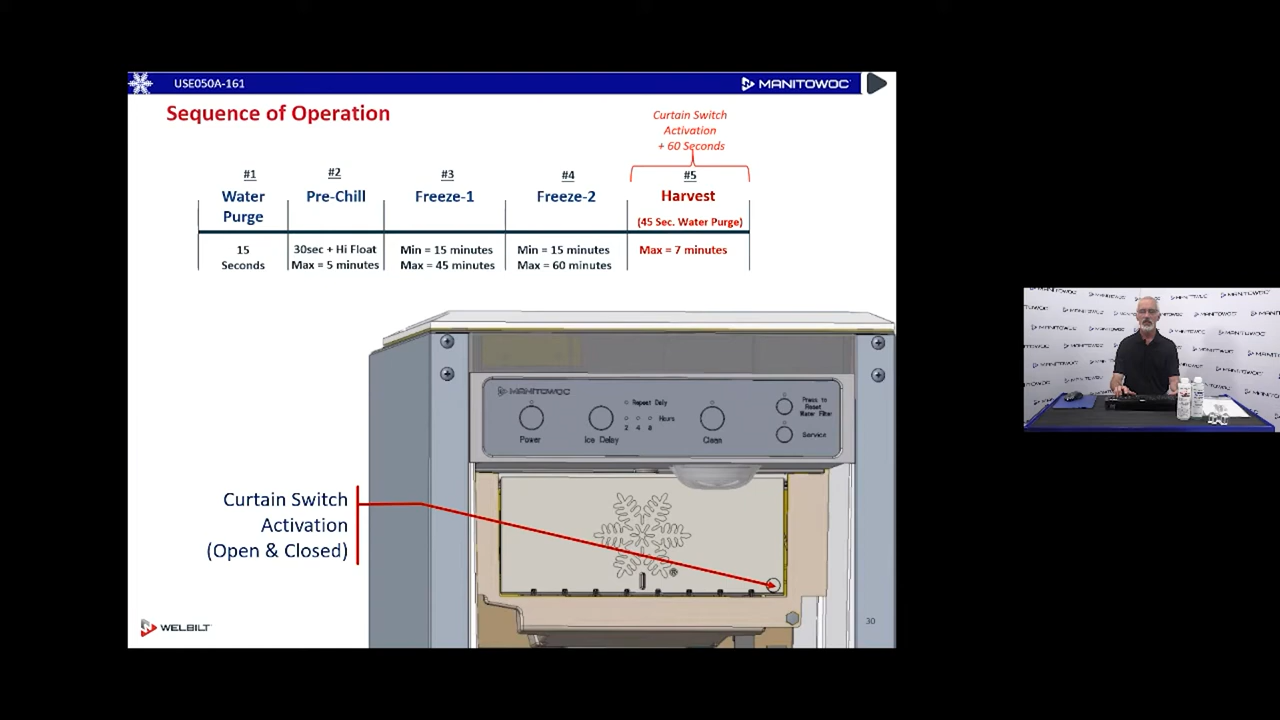 USE050A-161
MANITOWOC
Sequence of Operation
Curtain Switch
Activation
+ 60 Seconds
#1
#2
#3
#4
#5
Water
Purge
Pre-Chill
Freeze-1
Freeze-2
Harvest
(45 Sec. Water Purge)
15
Seconds
30sec + Hi Float
Max = 5 minutes
Min = 15 minutes
Max = 45 minutes
Min = 15 minutes
Max = 60 minutes
Max = 7 minutes
MANITOWOC
Repeat Daily
Hours
2 4 8
Power
Ice Delay
Clean
Press to
Reset
Water Filter
Service
Curtain Switch
Activation
(Open & Closed)
®
WELBILT
30
MANITOWOC